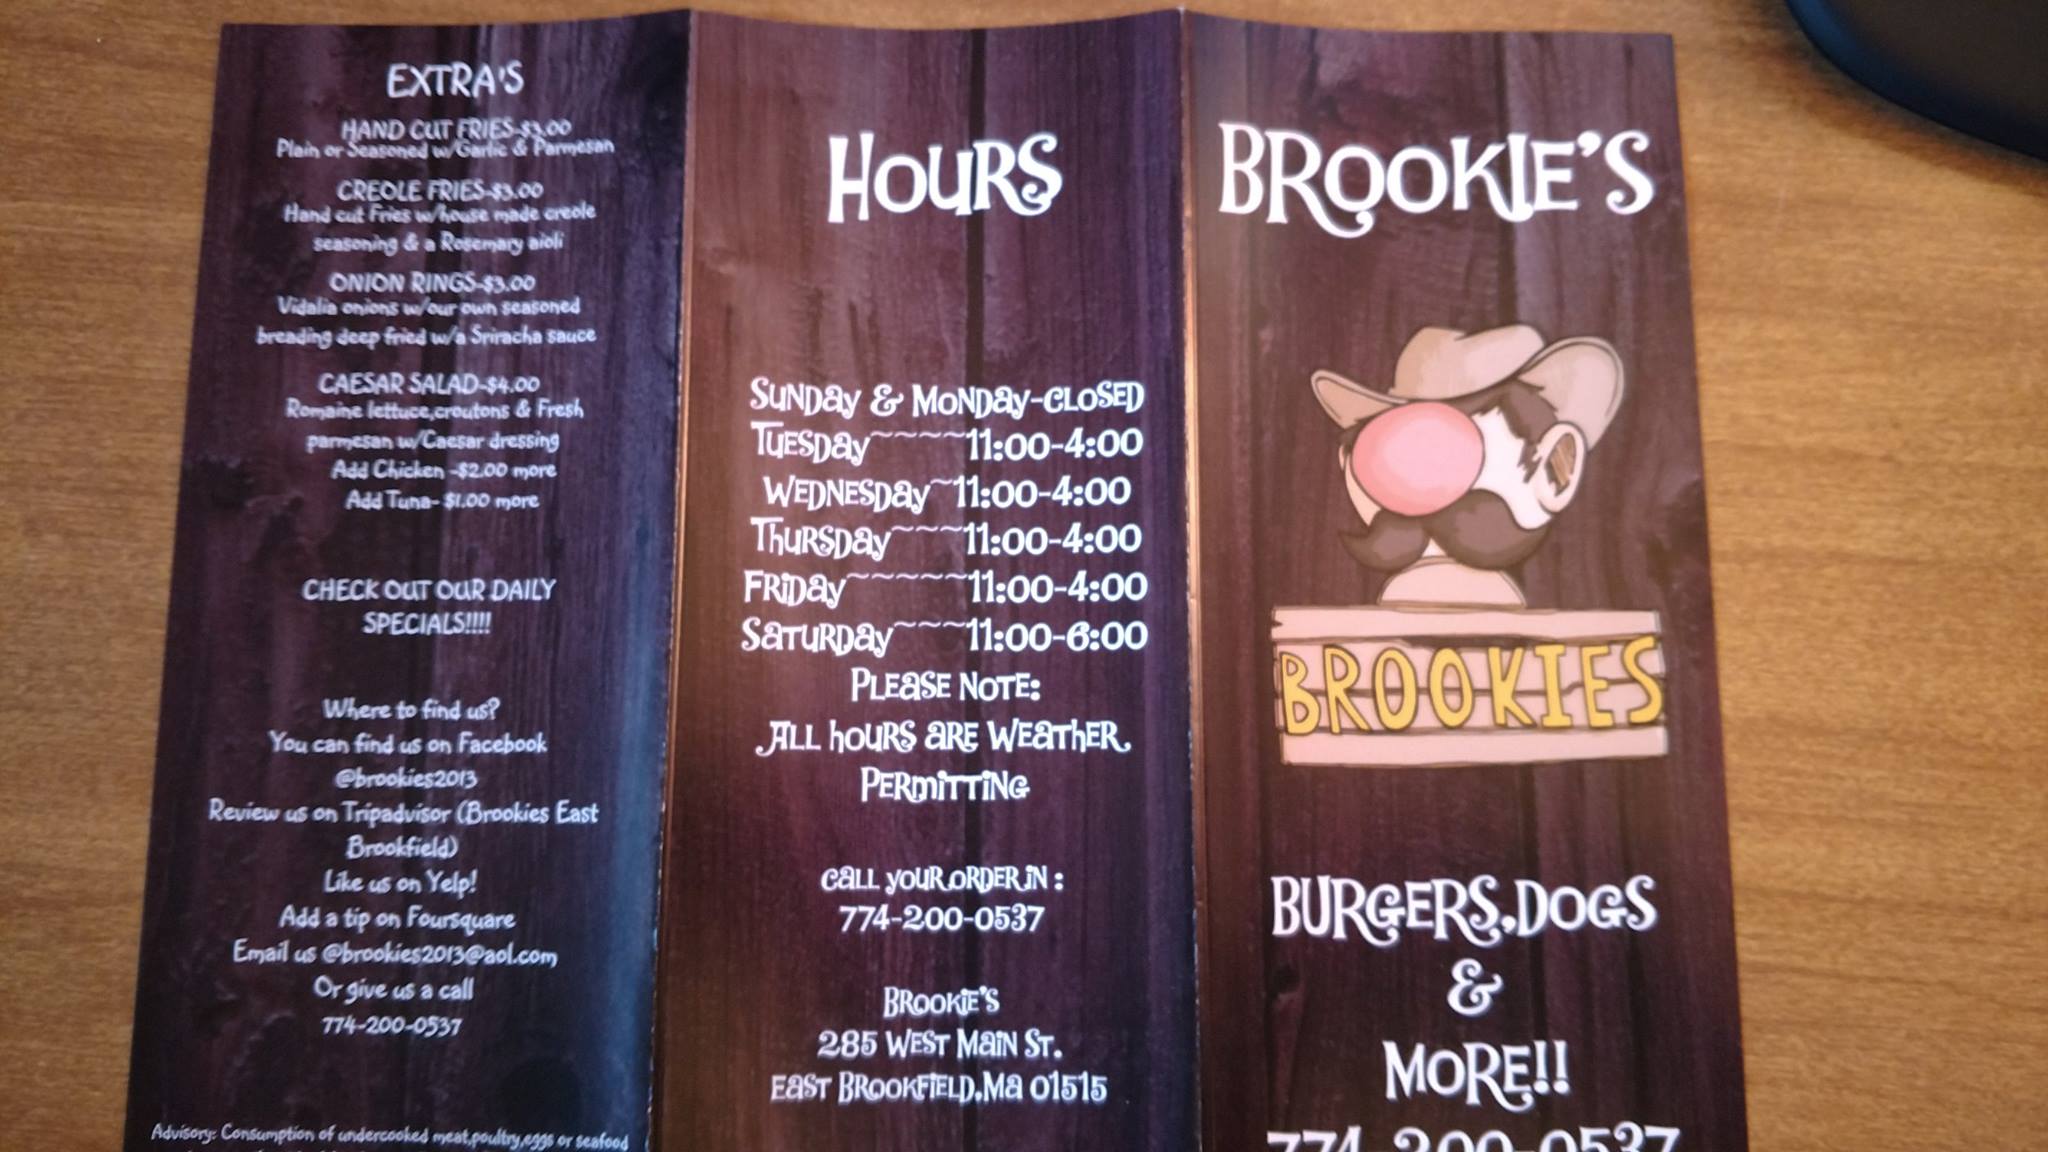 EXTRA'S
HAND CUT FRIES-$3.00
Plain or Seasoned w/Garlic & Parmesan
CREOLE FRIES-$3.00
Hand cut Fries w/house made creole
seasoning & a Rosemary aioli
ONION RINGS-$3.00
Vidalia onions w/our own seasoned
breading deep fried w/a Sriracha sauce
CAESAR SALAD-$4.00
Romaine lettuce,croutons & Fresh
parmesan w/Caesar dressing
Add Chicken -$2.00 more
Add Tuna- $1.00 more
CHECK OUT OUR DAILY
SPECIALS!!!!
Where to find us?
You can find us on Facebook
@brookies2013
Review us on Tripadvisor (Brookies East
Brookfield)
Like us on Yelp!
Add a tip on Foursquare
Email us @brookies2013@aol.com
Or give us a call
774-200-0537
Advisory: Consumption of undercooked meat,poultry,eggs or seafood
HOURS
SUNDAY & MONDAY-CLOSED
TUESDAY~~~~11:00-4:00
WEDNESDAY~11:00-4:00
THURSDAY~~~11:00-4:00
FRIDAY~~~~~11:00-4:00
SATURDAY~~~11:00-6:00
PLEASE NOTE:
ALL HOURS ARE WEATHER
PERMITTING
CALL YOUR ORDER IN :
774-200-0537
BROOKIE'S
285 WEST MAIN ST.
EAST BROOKFIELD,MA 01515
BROOKIE'S
BROOKIES
BURGERS,DOGS
&
MORE!!
774-200-0537